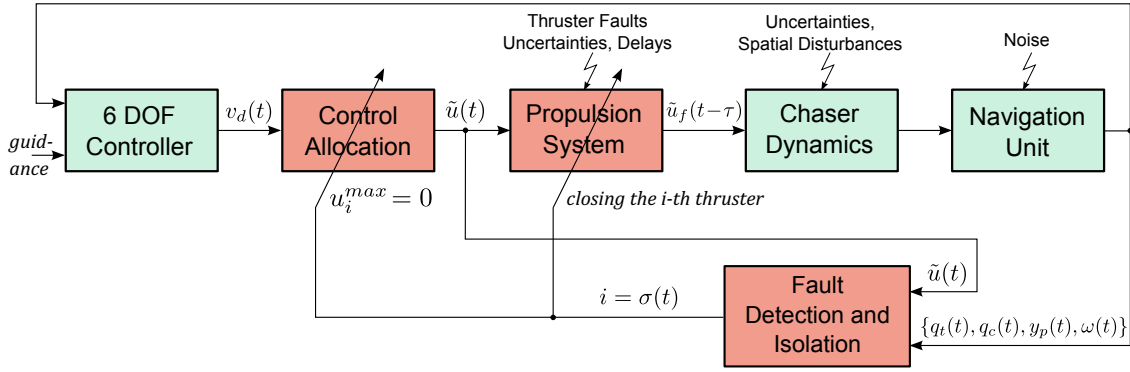 Thruster Faults
Uncertainties, Delays
Uncertainties,
Spatial Disturbances
Noise
6 DOF
Controller
v_d(t)
Control
Allocation
ũ(t)
Propulsion
System
ũ_f(t−τ)
Chaser
Dynamics
Navigation
Unit
guid-
ance
u_i^{max} = 0
closing the i-th thruster
ũ(t)
i = σ(t)
Fault
Detection and
Isolation
{q_t(t), q_c(t), y_p(t), ω(t)}